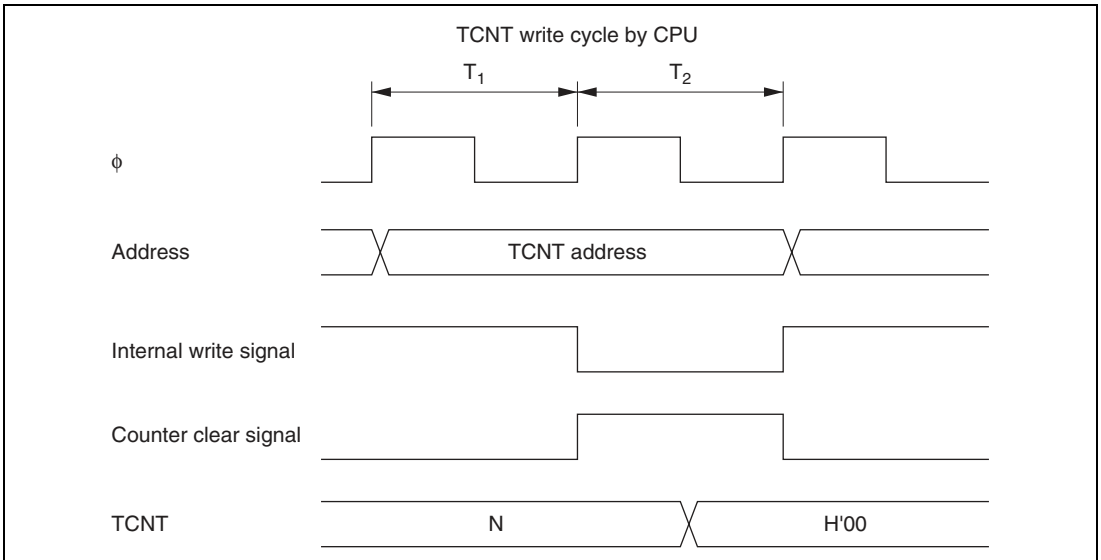 TCNT write cycle by CPU
T₁ T₂
ϕ
Address TCNT address
Internal write signal
Counter clear signal
TCNT N H'00